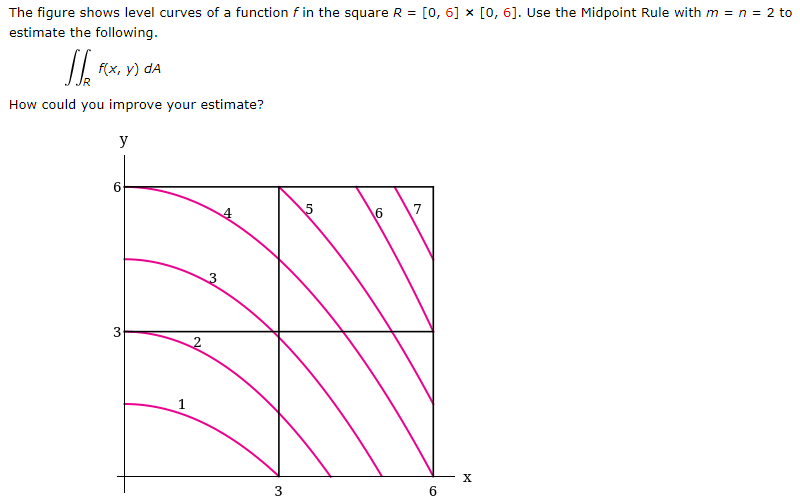 The figure shows level curves of a function f in the square R = [0, 6] × [0, 6]. Use the Midpoint Rule with m = n = 2 to
estimate the following.
∬R f(x, y) dA
How could you improve your estimate?
y
6
4
5
6
7
3
3
2
1
x
3
6